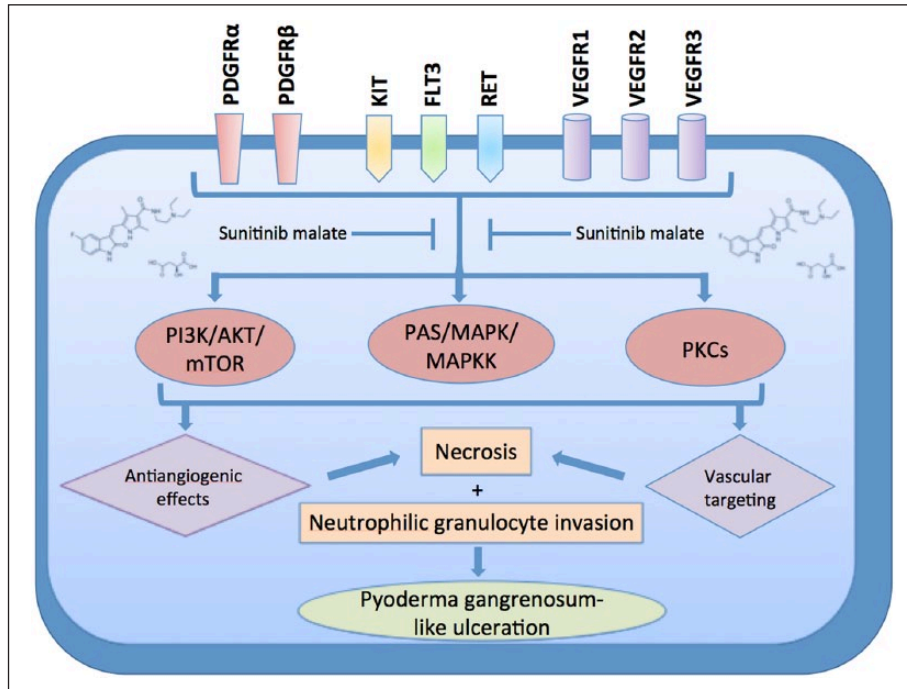 PDGFRα
PDGFRβ
KIT
FLT3
RET
VEGFR1
VEGFR2
VEGFR3
Sunitinib malate
Sunitinib malate
PI3K/AKT/
mTOR
PAS/MAPK/
MAPKK
PKCs
Antiangiogenic
effects
Necrosis
+
Neutrophilic granulocyte invasion
Vascular
targeting
Pyoderma gangrenosum-
like ulceration